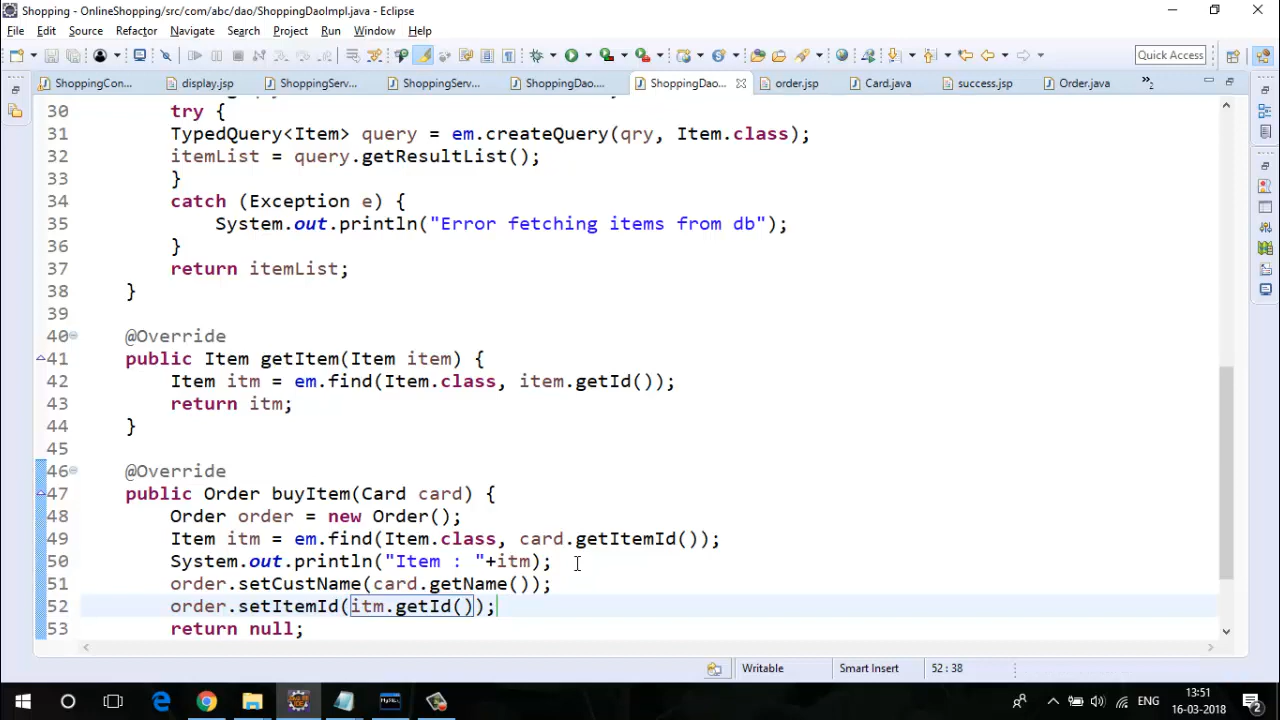 Shopping - OnlineShopping/src/com/abc/dao/ShoppingDaoImpl.java - Eclipse
File Edit Source Refactor Navigate Search Project Run Window Help
Quick Access
ShoppingCon... display.jsp ShoppingServ... ShoppingServ... ShoppingDao.... ShoppingDao... order.jsp Card.java success.jsp Order.java »2
30 try {
31 TypedQuery<Item> query = em.createQuery(qry, Item.class);
32 itemList = query.getResultList();
33 }
34 catch (Exception e) {
35 System.out.println("Error fetching items from db");
36 }
37 return itemList;
38 }
39
40 @Override
41 public Item getItem(Item item) {
42 Item itm = em.find(Item.class, item.getId());
43 return itm;
44 }
45
46 @Override
47 public Order buyItem(Card card) {
48 Order order = new Order();
49 Item itm = em.find(Item.class, card.getItemId());
50 System.out.println("Item : "+itm);
51 order.setCustName(card.getName());
52 order.setItemId(itm.getId());
53 return null;
Writable Smart Insert 52 : 38
ENG 13:51
16-03-2018 2